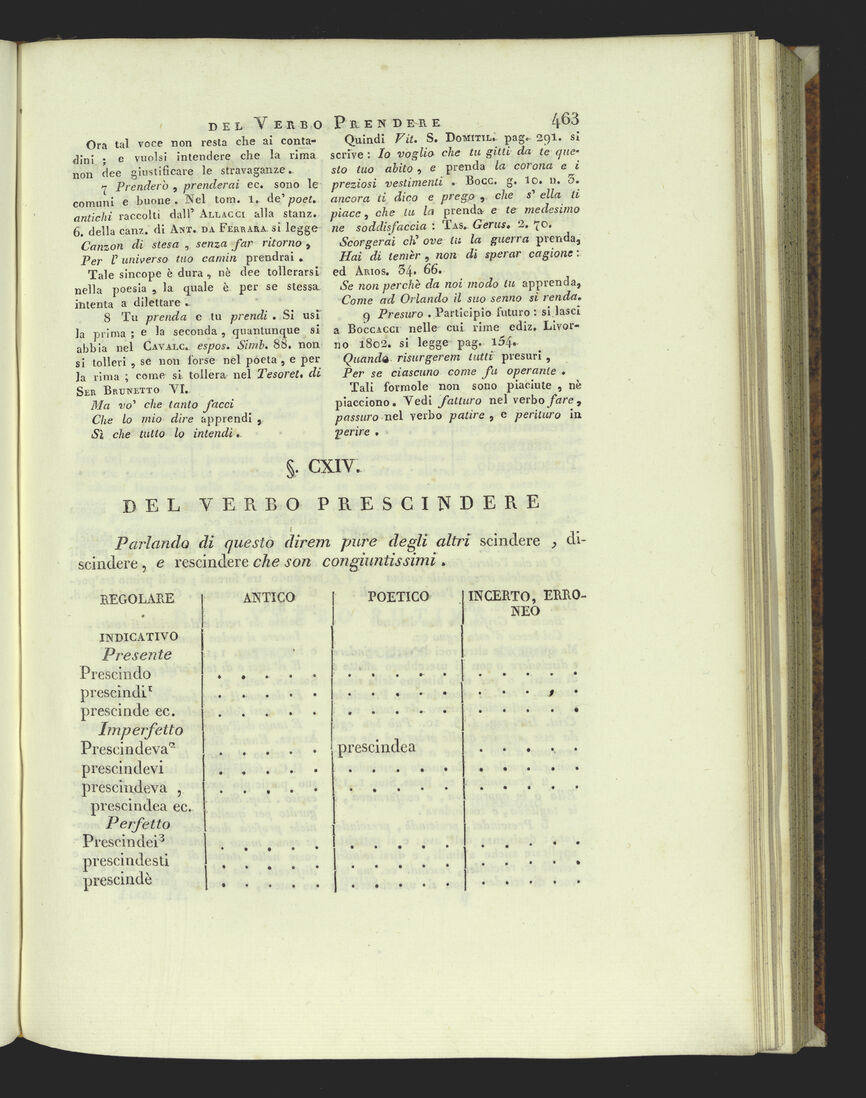 DEL VERBO PRENDERE 463
Ora tal voce non resta che ai conta-
dini ; e vuolsi intendere che la rima
non dee giustificare le stravaganze.
7 Prenderò , prenderai ec. sono le
comuni e buone . Nel tom. 1. de' poet.
antichi raccolti dall' ALLACCI alla stanz.
6. della canz. di ANT. DA FERRARA si legge
Canzon di stesa , senza far ritorno ,
Per l' universo tuo camin prendrai .
Tale sincope è dura , nè dee tollerarsi
nella poesia , la quale è per se stessa
intenta a dilettare .
8 Tu prenda e tu prendi . Si usi
la prima ; e la seconda , quantunque si
abbia nel CAVALC. espos. Simb. 88. non
si tolleri , se non forse nel poeta , e per
la rima ; come si tollera nel Tesoret. di
SER BRUNETTO VI.
Ma vo' che tanto facci
Che lo mio dire apprendi ,
Sì che tutto lo intendi .
Quindi Vit. S. DOMITIL. pag. 291. si
scrive : Io voglio che tu gitti da te que-
sto tuo abito , e prenda la corona e i
preziosi vestimenti . BOCC. g. 10. n. 3.
ancora ti dico e prego , che s' ella ti
piace , che tu la prenda e te medesimo
ne soddisfaccia : TAS. Gerus. 2. 70.
Scorgerai ch' ove tu la guerra prenda,
Hai di temèr , non di sperar cagione :
ed ARIOS. 34. 66.
Se non perchè da noi modo tu apprenda,
Come ad Orlando il suo senno si renda.
9 Presuro . Participio futuro : si lasci
a BOCCACCI nelle cui rime ediz. Livor-
no 1802. si legge pag. 154.
Quando risurgerem tutti presuri ,
Per se ciascuno come fu operante .
Tali formole non sono piaciute , nè
piacciono. Vedi fatturo nel verbo fare ,
passuro nel verbo patire , e perituro in
perire .
§. CXIV.
DEL VERBO PRESCINDERE
Parlando di questo direm pure degli altri scindere , di-
scindere , e rescindere che son congiuntissimi .
REGOLARE ANTICO POETICO INCERTO, ERRO-
NEO
INDICATIVO
Presente
Prescindo . . . . . . . . . . . . . . .
prescindi¹ . . . . . . . . . . . . . . .
prescinde ec. . . . . . . . . . . . . . . .
Imperfetto
Prescindeva² . . . . . prescindea . . . . .
prescindevi . . . . . . . . . . . . . . .
prescindeva , . . . . . . . . . . . . . . .
prescindea ec.
Perfetto
Prescindei³ . . . . . . . . . . . . . . .
prescindesti . . . . . . . . . . . . . . .
prescindè . . . . . . . . . . . . . . .